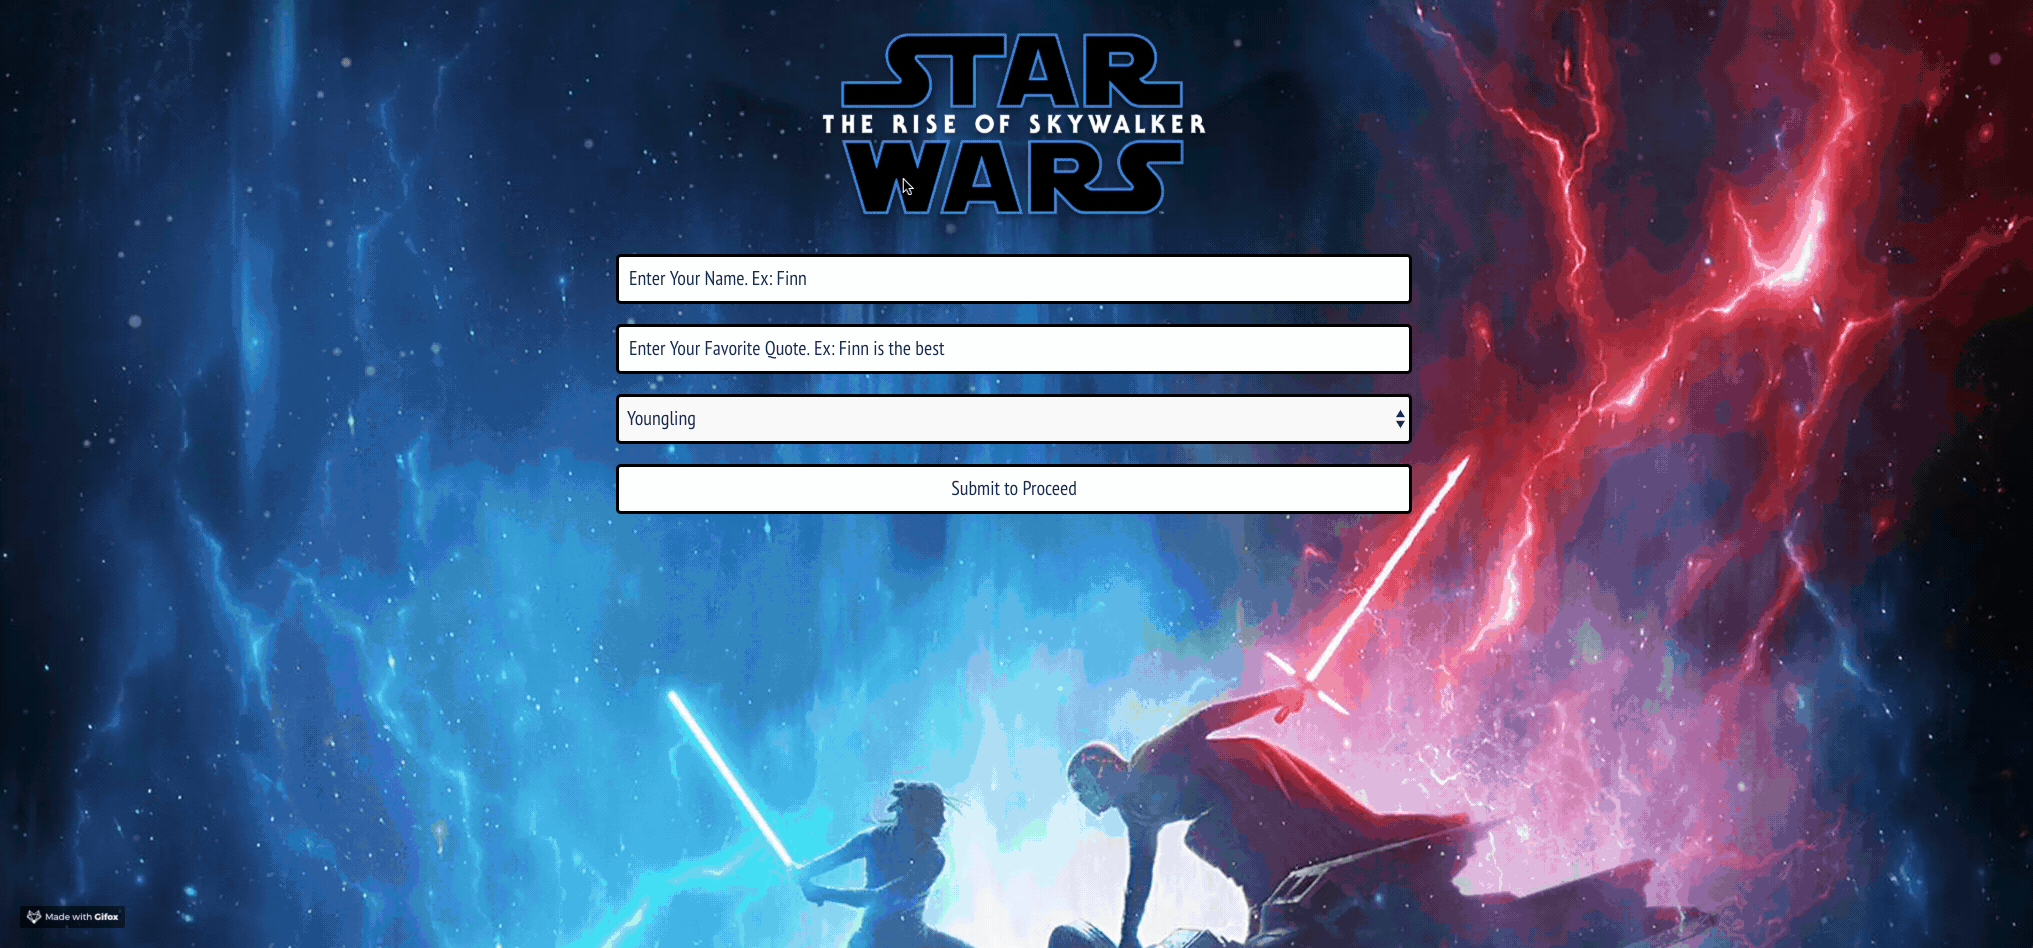 STAR
THE RISE OF SKYWALKER
WARS
Enter Your Name. Ex: Finn
Enter Your Favorite Quote. Ex: Finn is the best
Youngling
Submit to Proceed
Made with Gifox